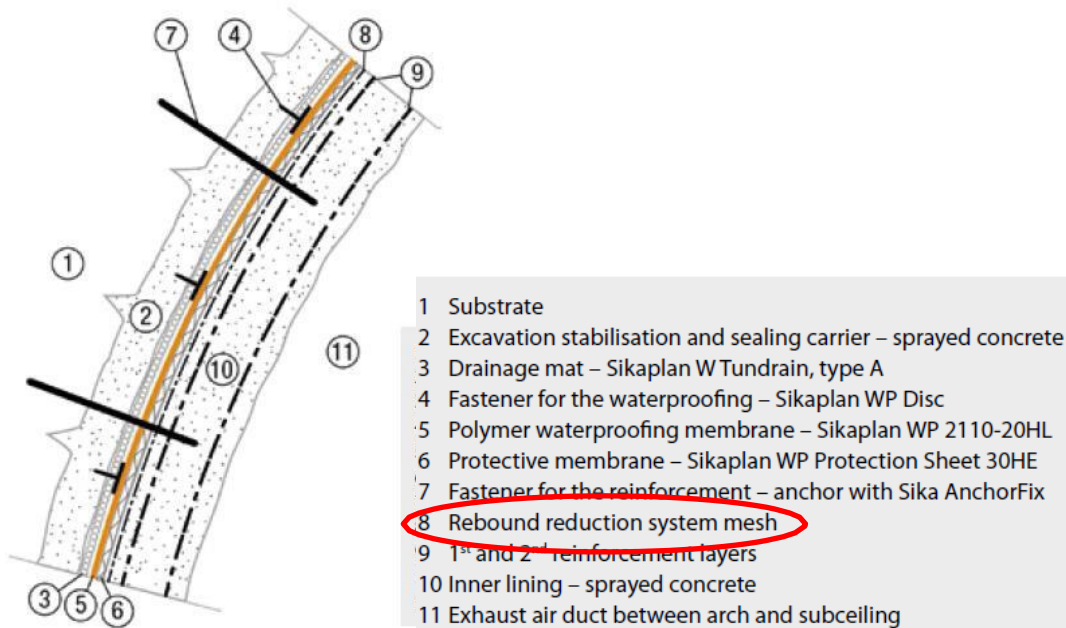 7 4 8 9
1
2
10
11
3 5 6
1 Substrate
2 Excavation stabilisation and sealing carrier – sprayed concrete
3 Drainage mat – Sikaplan W Tundrain, type A
4 Fastener for the waterproofing – Sikaplan WP Disc
5 Polymer waterproofing membrane – Sikaplan WP 2110-20HL
6 Protective membrane – Sikaplan WP Protection Sheet 30HE
7 Fastener for the reinforcement – anchor with Sika AnchorFix
8 Rebound reduction system mesh
9 1st and 2nd reinforcement layers
10 Inner lining – sprayed concrete
11 Exhaust air duct between arch and subceiling